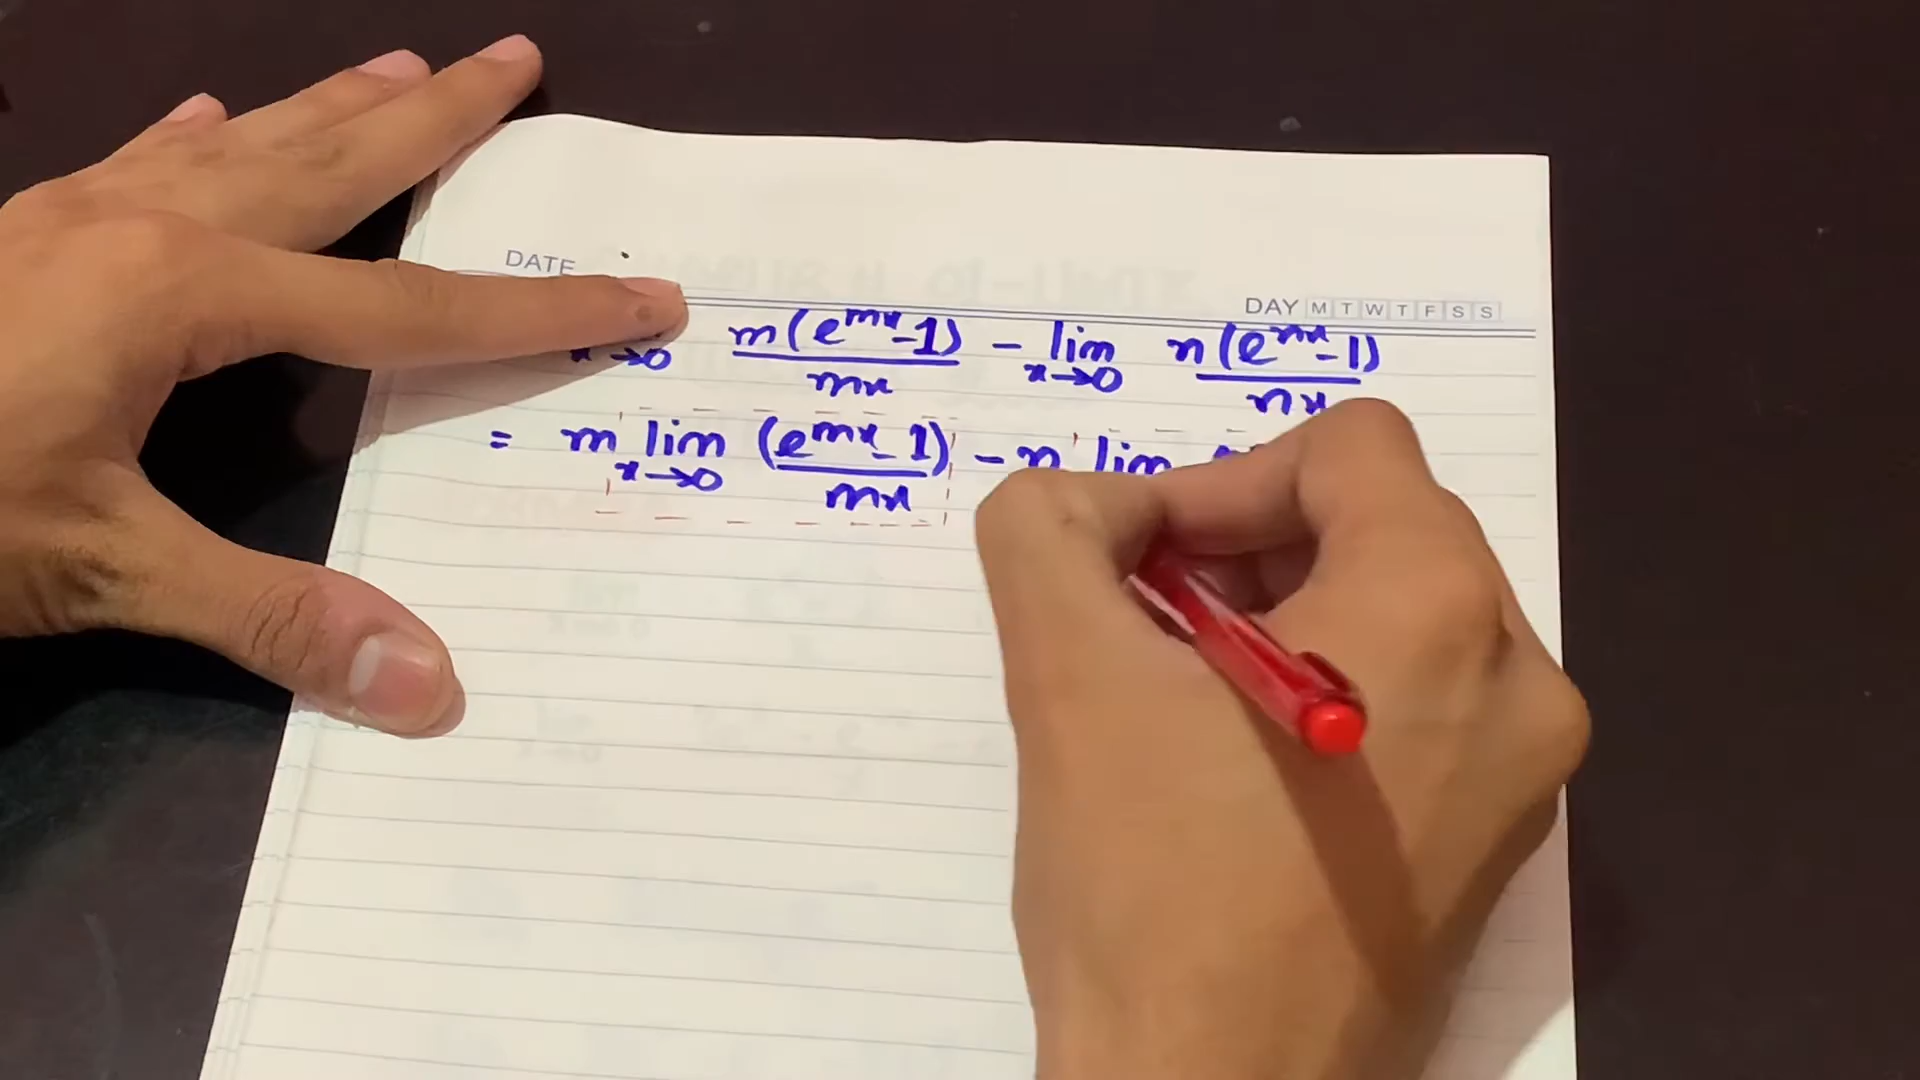 DATE
DAY M T W T F S S
x→0 m(e^mx-1)/mx - lim x→0 n(e^nx-1)/nx
= m lim x→0 (e^mx-1)/mx - n lim